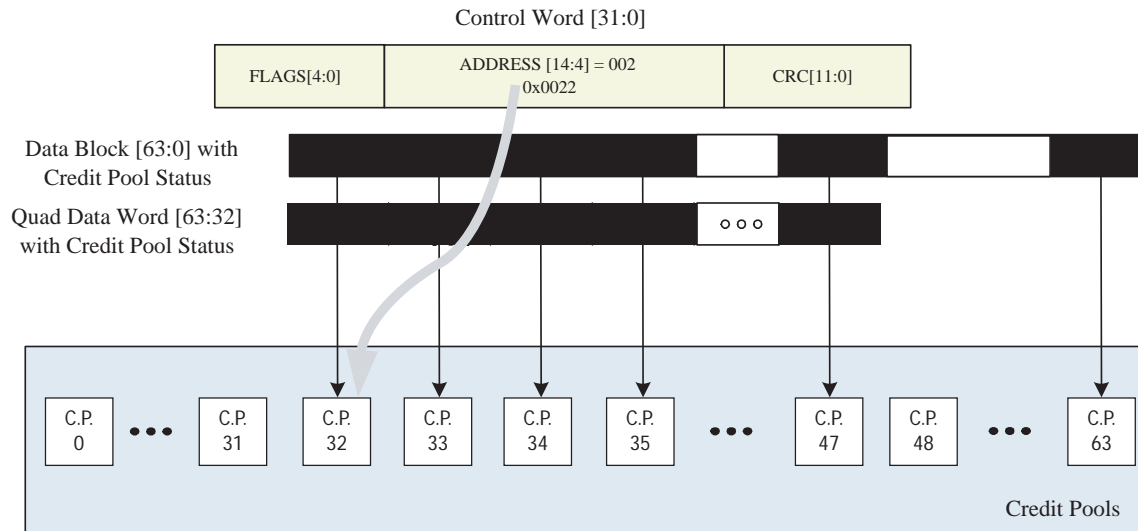 Control Word [31:0]
FLAGS[4:0]
ADDRESS [14:4] = 002
0x0022
CRC[11:0]
Data Block [63:0] with
Credit Pool Status
Quad Data Word [63:32]
with Credit Pool Status
C.P.
0
C.P.
31
C.P.
32
C.P.
33
C.P.
34
C.P.
35
C.P.
47
C.P.
48
C.P.
63
Credit Pools